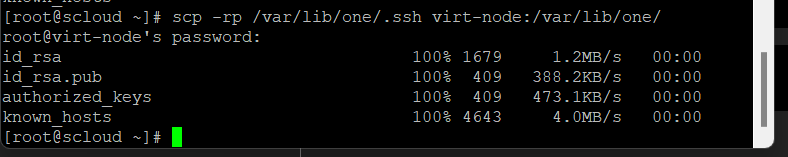 known_hosts
[root@scloud ~]# scp -rp /var/lib/one/.ssh virt-node:/var/lib/one/
root@virt-node's password:
id_rsa 100% 1679 1.2MB/s 00:00
id_rsa.pub 100% 409 388.2KB/s 00:00
authorized_keys 100% 409 473.1KB/s 00:00
known_hosts 100% 4643 4.0MB/s 00:00
[root@scloud ~]#